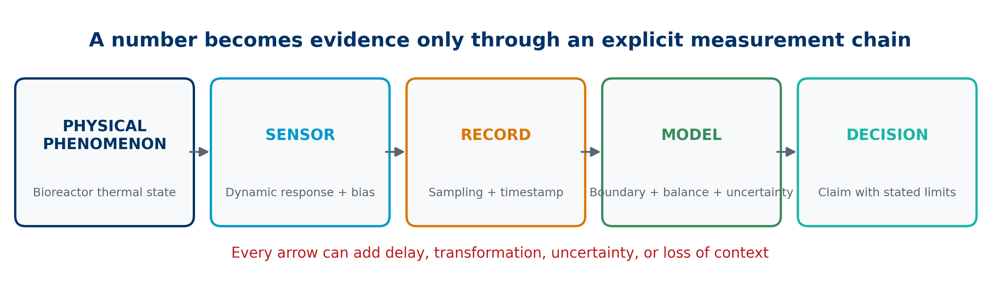 A number becomes evidence only through an explicit measurement chain
PHYSICAL
PHENOMENON
Bioreactor thermal state
SENSOR
Dynamic response + bias
RECORD
Sampling + timestamp
MODEL
Boundary + balance + uncertainty
DECISION
Claim with stated limits
Every arrow can add delay, transformation, uncertainty, or loss of context